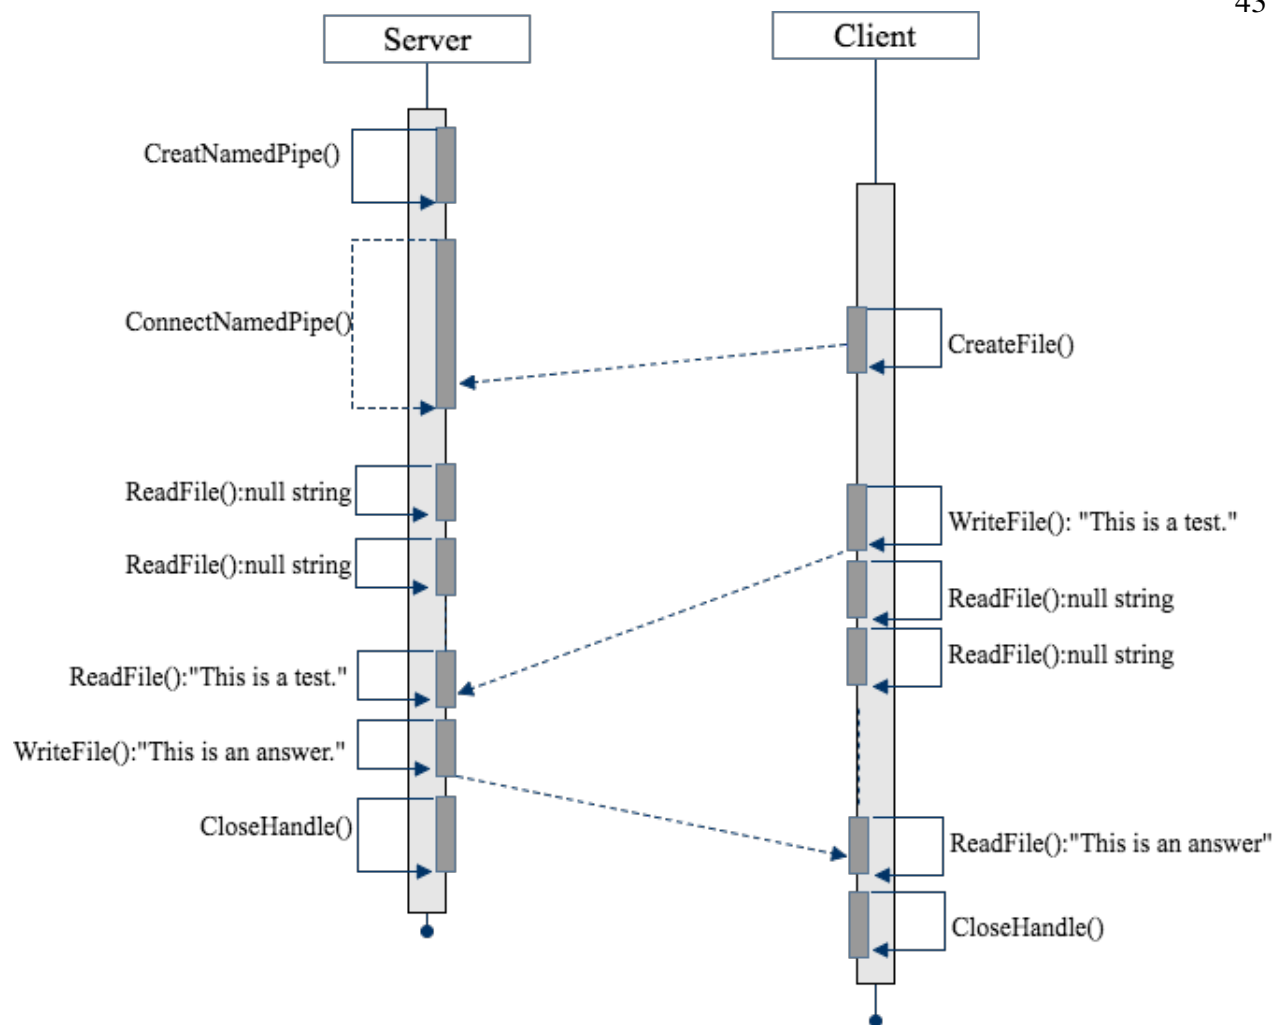 43
Server
Client
CreatNamedPipe()
ConnectNamedPipe()
CreateFile()
ReadFile():null string
WriteFile(): "This is a test."
ReadFile():null string
ReadFile():null string
ReadFile():null string
ReadFile():"This is a test."
WriteFile():"This is an answer."
CloseHandle()
ReadFile():"This is an answer"
CloseHandle()